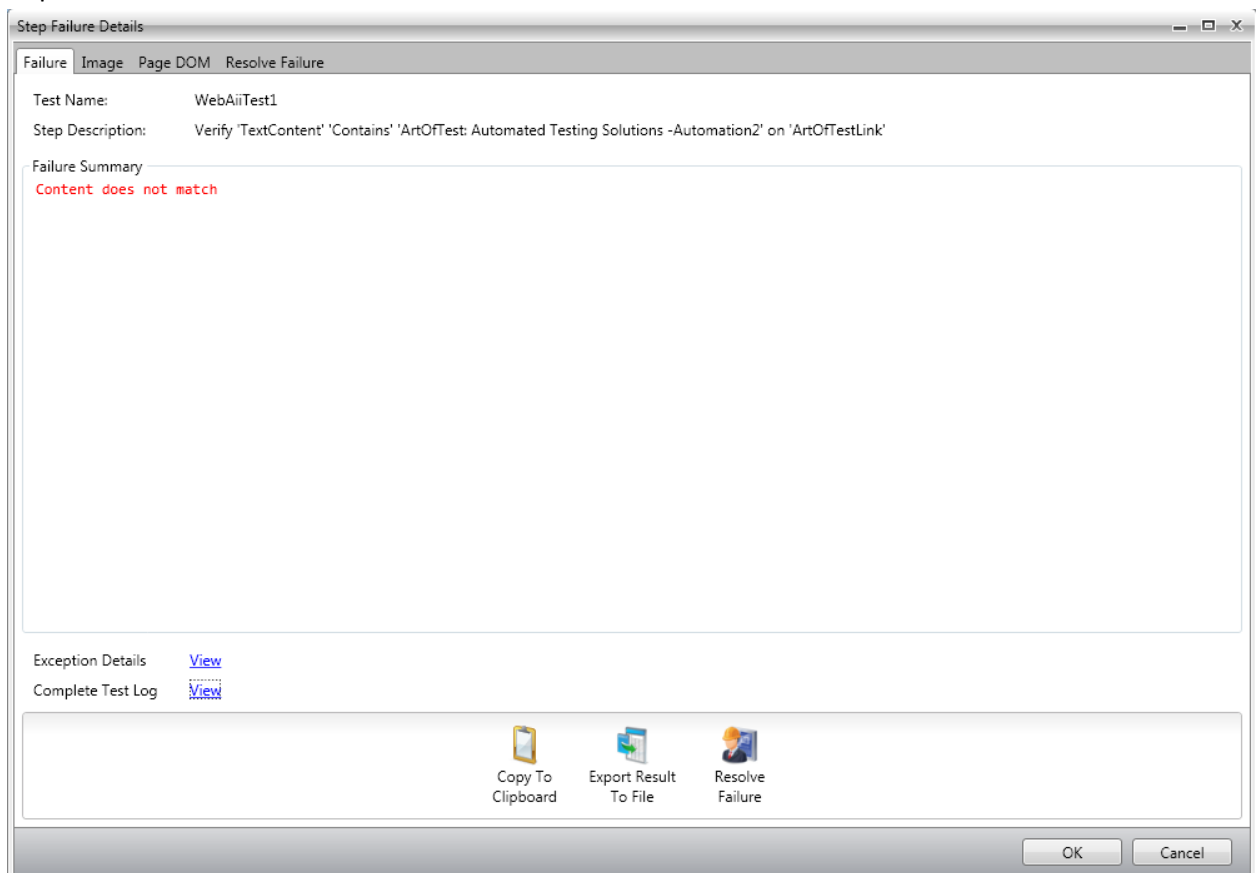 Step Failure Details
Failure Image Page DOM Resolve Failure
Test Name: WebAiiTest1
Step Description: Verify 'TextContent' 'Contains' 'ArtOfTest: Automated Testing Solutions -Automation2' on 'ArtOfTestLink'
Failure Summary
Content does not match
Exception Details View
Complete Test Log View
Copy To Clipboard
Export Result To File
Resolve Failure
OK Cancel